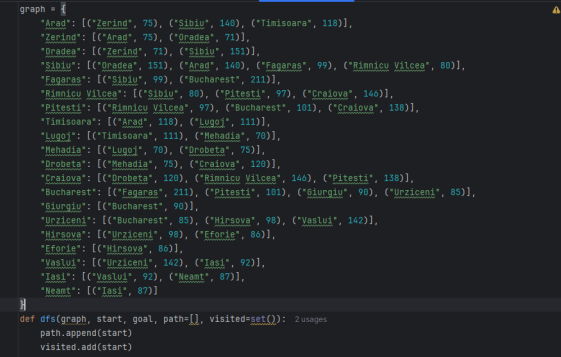 graph = {
    "Arad": [("Zerind", 75), ("Sibiu", 140), ("Timisoara", 118)],
    "Zerind": [("Arad", 75), ("Oradea", 71)],
    "Oradea": [("Zerind", 71), ("Sibiu", 151)],
    "Sibiu": [("Oradea", 151), ("Arad", 140), ("Fagaras", 99), ("Rimnicu Vilcea", 80)],
    "Fagaras": [("Sibiu", 99), ("Bucharest", 211)],
    "Rimnicu Vilcea": [("Sibiu", 80), ("Pitesti", 97), ("Craiova", 146)],
    "Pitesti": [("Rimnicu Vilcea", 97), ("Bucharest", 101), ("Craiova", 138)],
    "Timisoara": [("Arad", 118), ("Lugoj", 111)],
    "Lugoj": [("Timisoara", 111), ("Mehadia", 70)],
    "Mehadia": [("Lugoj", 70), ("Drobeta", 75)],
    "Drobeta": [("Mehadia", 75), ("Craiova", 120)],
    "Craiova": [("Drobeta", 120), ("Rimnicu Vilcea", 146), ("Pitesti", 138)],
    "Bucharest": [("Fagaras", 211), ("Pitesti", 101), ("Giurgiu", 90), ("Urziceni", 85)],
    "Giurgiu": [("Bucharest", 90)],
    "Urziceni": [("Bucharest", 85), ("Hirsova", 98), ("Vaslui", 142)],
    "Hirsova": [("Urziceni", 98), ("Eforie", 86)],
    "Eforie": [("Hirsova", 86)],
    "Vaslui": [("Urziceni", 142), ("Iasi", 92)],
    "Iasi": [("Vaslui", 92), ("Neamt", 87)],
    "Neamt": [("Iasi", 87)]
}
def dfs(graph, start, goal, path=[], visited=set()): 2 usages
    path.append(start)
    visited.add(start)